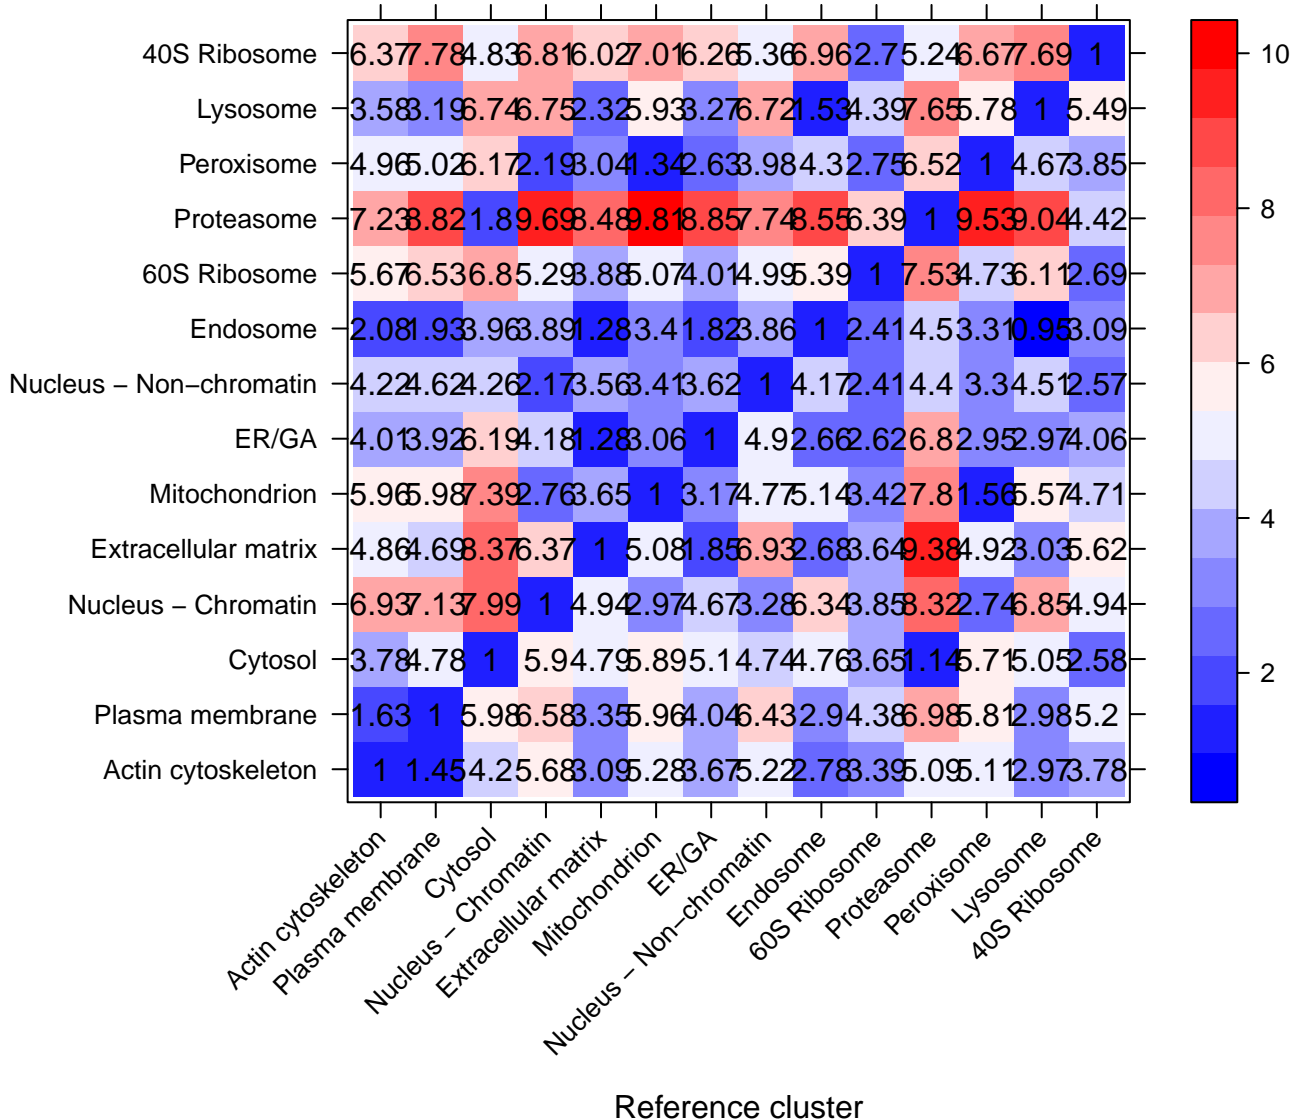 40S Ribosome 6.37 7.78 4.83 6.81 6.02 7.01 6.26 5.36 6.96 2.7 5.24 6.67 7.69 1
Lysosome 3.58 3.19 6.74 6.75 2.32 5.93 3.27 6.72 1.53 4.39 7.65 5.78 1 5.49
Peroxisome 4.96 5.02 6.17 2.19 3.04 1.34 2.63 3.98 4.3 2.75 6.52 1 4.67 3.85
Proteasome 7.23 8.82 1.8 9.69 8.48 9.81 8.85 7.74 8.55 6.39 1 9.53 9.04 4.42
60S Ribosome 5.67 6.53 6.8 5.29 3.88 5.07 4.01 4.99 5.39 1 7.53 4.73 6.11 2.69
Endosome 2.08 1.93 3.96 3.89 1.28 3.4 1.82 3.86 1 2.41 4.5 3.31 0.95 3.09
Nucleus − Non−chromatin 4.22 4.62 4.26 2.17 3.56 3.41 3.62 1 4.17 2.41 4.4 3.3 4.51 2.57
ER/GA 4.01 3.92 6.19 4.18 1.28 3.06 1 4.9 2.66 2.62 6.8 2.95 2.97 4.06
Mitochondrion 5.96 5.98 7.39 2.76 3.65 1 3.17 4.77 5.14 3.42 7.8 1.56 5.57 4.71
Extracellular matrix 4.86 4.69 8.37 6.37 1 5.08 1.85 6.93 2.68 3.64 9.38 4.92 3.03 5.62
Nucleus − Chromatin 6.93 7.13 7.99 1 4.94 2.97 4.67 3.28 6.34 3.85 8.32 2.74 6.85 4.94
Cytosol 3.78 4.78 1 5.9 4.79 5.89 5.1 4.74 4.76 3.65 1.14 5.71 5.05 2.58
Plasma membrane 1.63 1 5.98 6.58 3.35 5.96 4.04 6.43 2.9 4.38 6.98 5.81 2.98 5.2
Actin cytoskeleton 1 1.45 4.2 5.68 3.09 5.28 3.67 5.22 2.78 3.39 5.09 5.11 2.97 3.78
Actin cytoskeleton
Plasma membrane
Cytosol
Nucleus − Chromatin
Extracellular matrix
Mitochondrion
ER/GA
Nucleus − Non−chromatin
Endosome
60S Ribosome
Proteasome
Peroxisome
Lysosome
40S Ribosome
Reference cluster
10
8
6
4
2